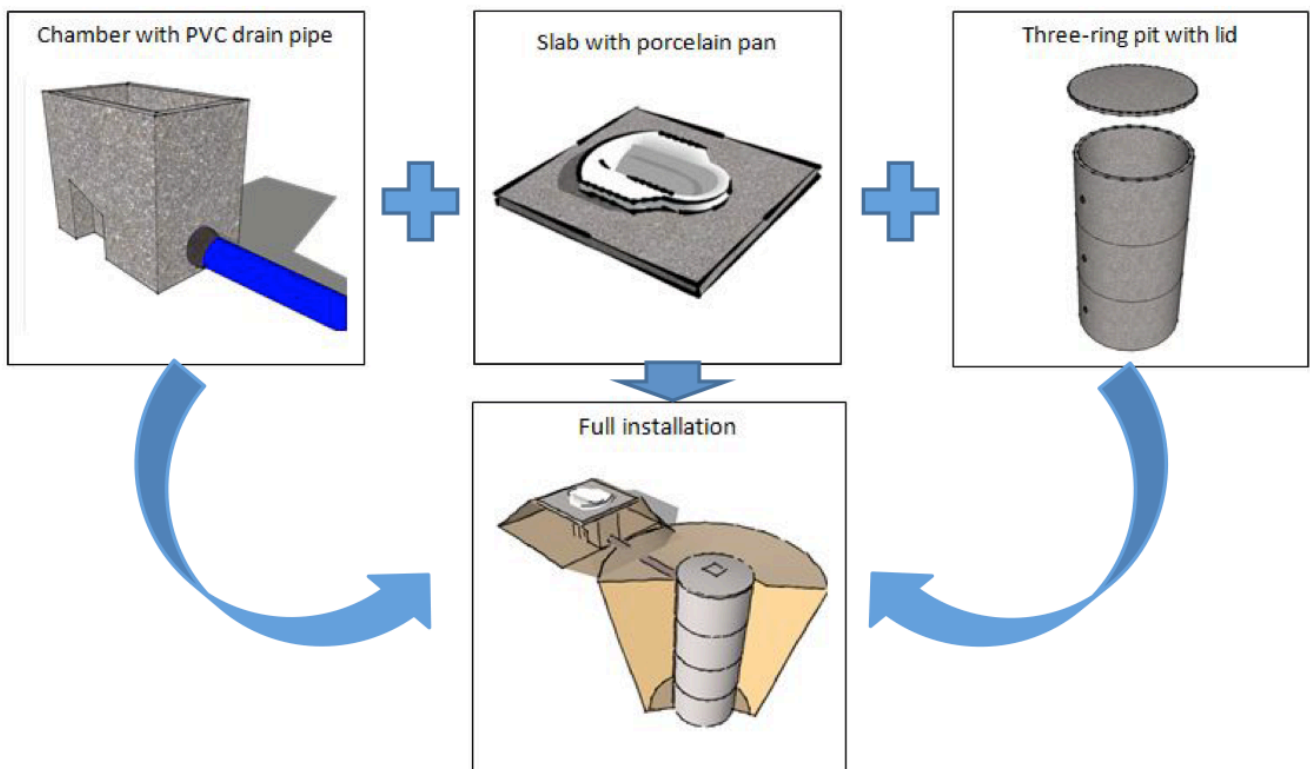 Chamber with PVC drain pipe
Slab with porcelain pan
Three-ring pit with lid
Full installation